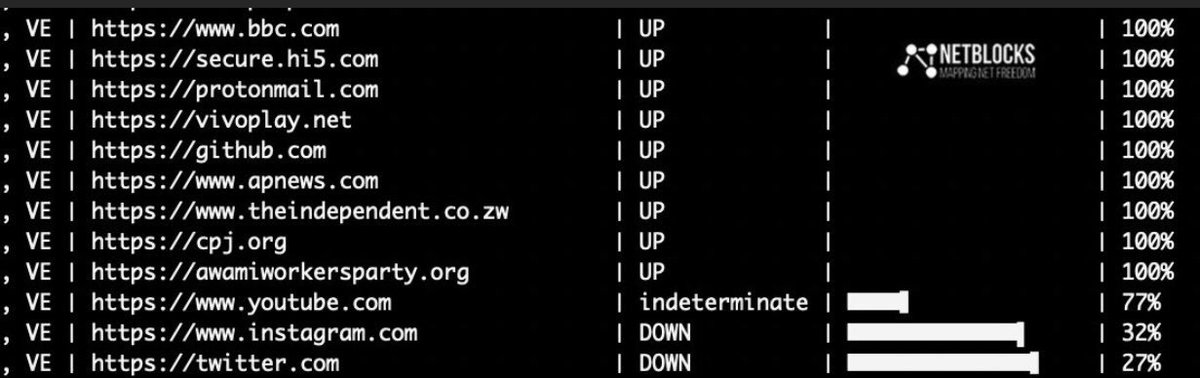 , VE | https://www.bbc.com | UP | | 100%
, VE | https://secure.hi5.com | UP | | 100%
, VE | https://protonmail.com | UP | | 100%
, VE | https://vivoplay.net | UP | | 100%
, VE | https://github.com | UP | | 100%
, VE | https://www.apnews.com | UP | | 100%
, VE | https://www.theindependent.co.zw | UP | | 100%
, VE | https://cpj.org | UP | | 100%
, VE | https://awamiworkersparty.org | UP | | 100%
, VE | https://www.youtube.com | indeterminate | | 77%
, VE | https://www.instagram.com | DOWN | | 32%
, VE | https://twitter.com | DOWN | | 27%
NETBLOCKS
MAPPING NET FREEDOM